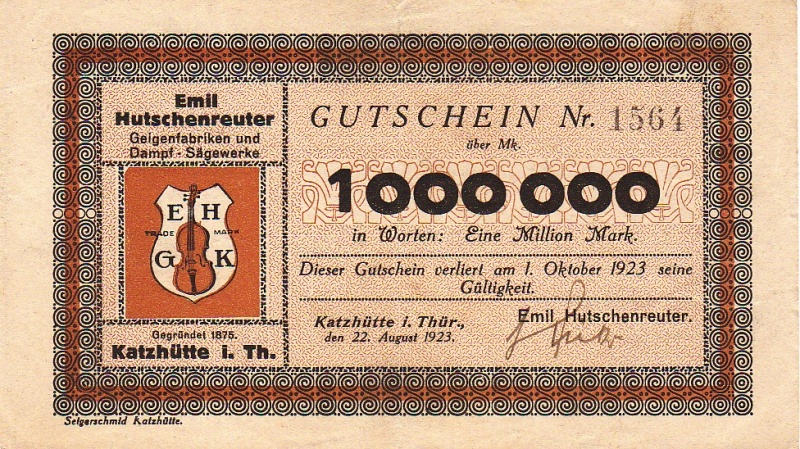 Emil
Hutschenreuter
Geigenfabriken und
Dampf-Sägewerke
E H
TRADE MARK
G K
Gegründet 1875.
Katzhütte i. Th.
GUTSCHEIN Nr. 1564
über Mk.
1000 000
in Worten: Eine Million Mark.
Dieser Gutschein verliert am 1. Oktober 1923 seine
Gültigkeit.
Katzhütte i. Thür.,
den 22. August 1923.
Emil Hutschenreuter.
Seigerschmid Katzhütte.